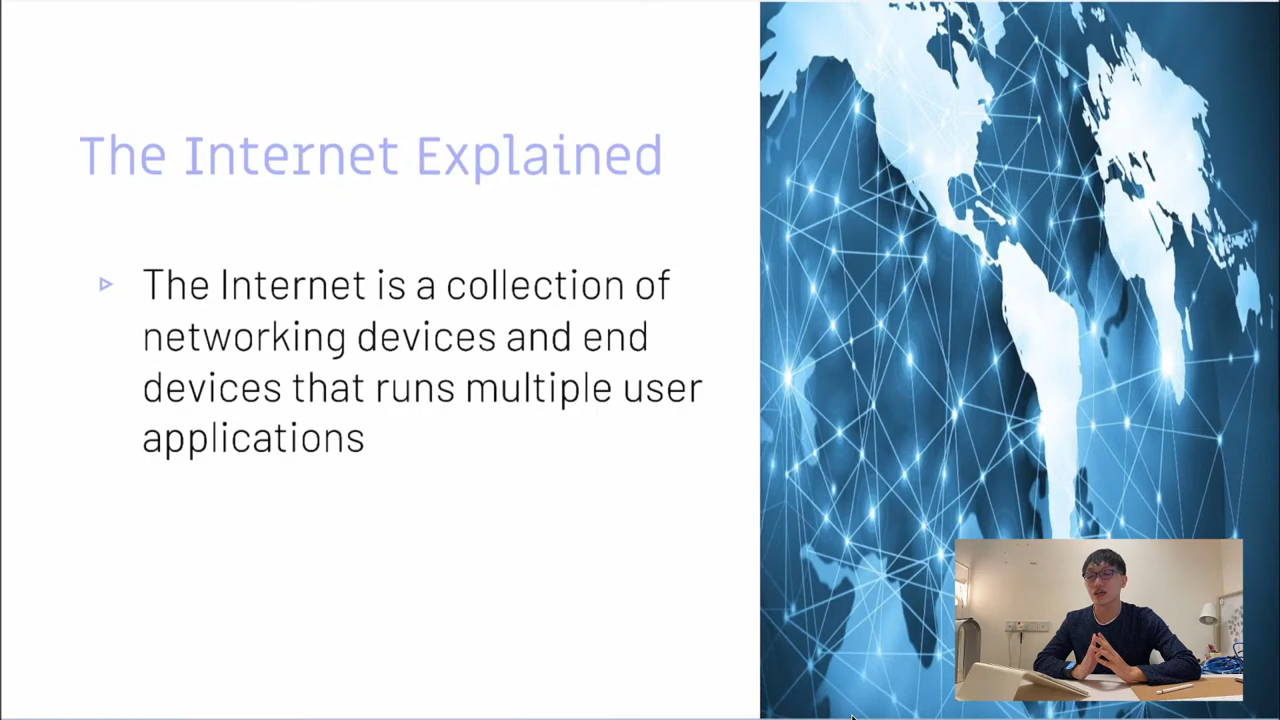 The Internet Explained
The Internet is a collection of
networking devices and end
devices that runs multiple user
applications